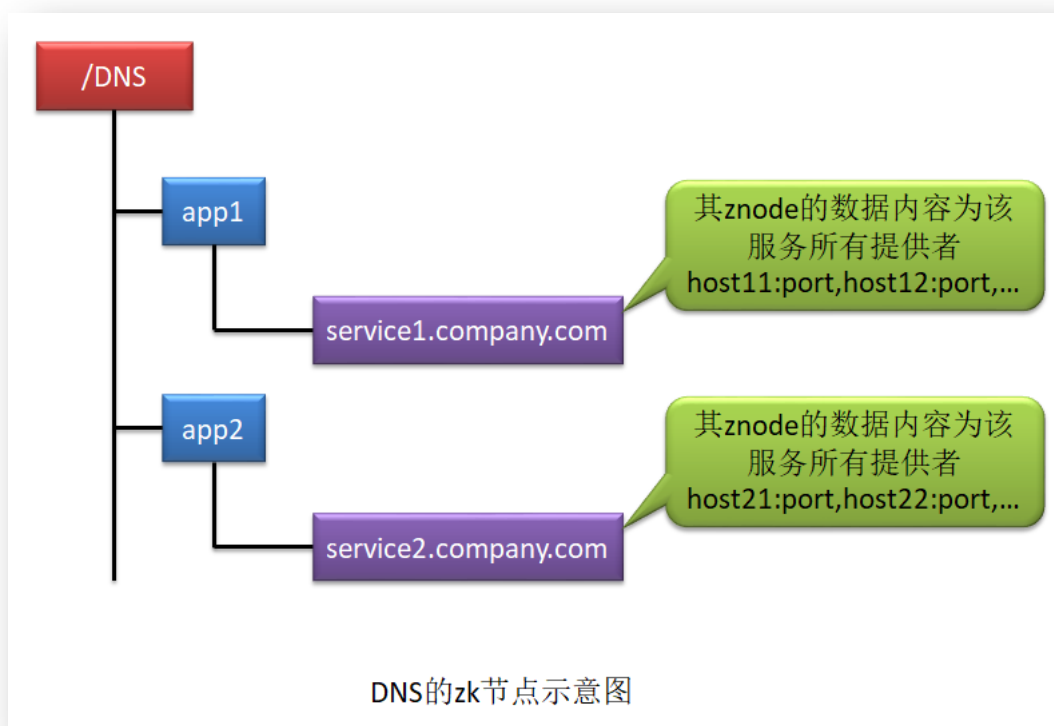 /DNS
app1
其znode的数据内容为该
服务所有提供者
host11:port,host12:port,...
service1.company.com
app2
其znode的数据内容为该
服务所有提供者
host21:port,host22:port,...
service2.company.com
DNS的zk节点示意图